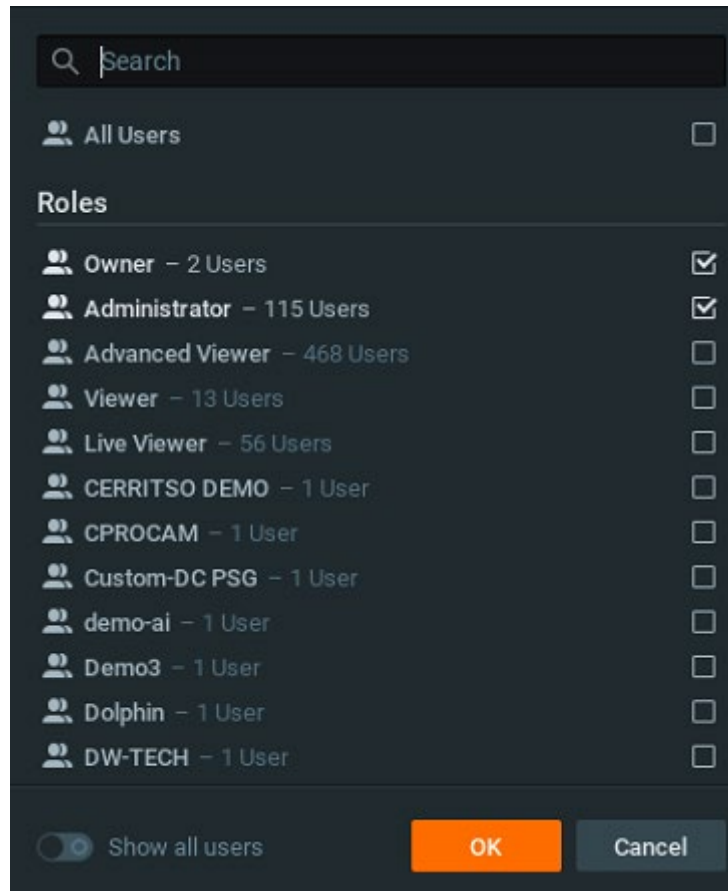 Search
All Users
Roles
Owner – 2 Users
Administrator – 115 Users
Advanced Viewer – 468 Users
Viewer – 13 Users
Live Viewer – 56 Users
CERRITSO DEMO – 1 User
CPROCAM – 1 User
Custom-DC PSG – 1 User
demo-ai – 1 User
Demo3 – 1 User
Dolphin – 1 User
DW-TECH – 1 User
Show all users OK Cancel